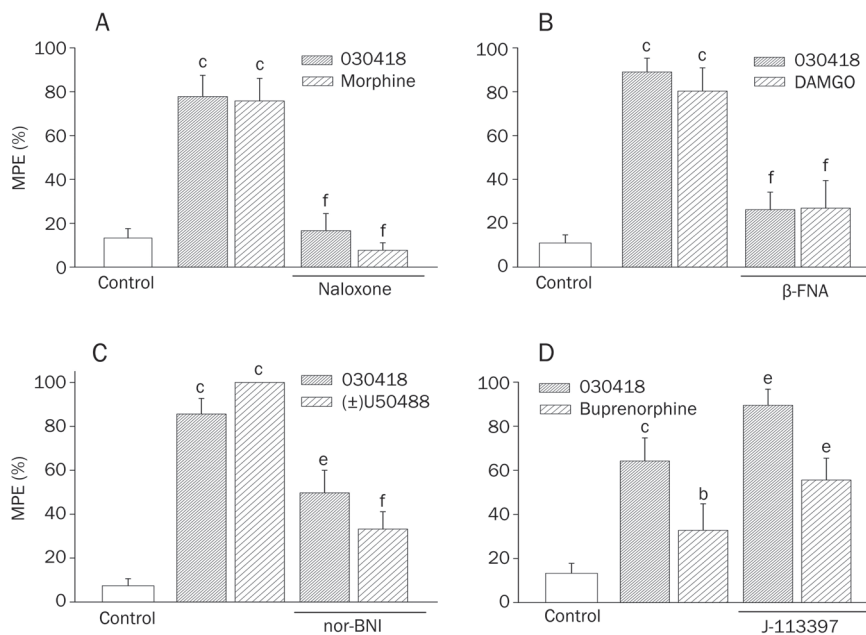 A
MPE (%)
100
80
60
40
20
0
c
c
f
f
030418
Morphine
Control
Naloxone
B
100
80
60
40
20
0
c
c
f
f
030418
DAMGO
Control
β-FNA
C
MPE (%)
100
80
60
40
20
0
c
c
e
f
030418
(±)U50488
Control
nor-BNI
D
100
80
60
40
20
0
c
b
e
e
030418
Buprenorphine
Control
J-113397